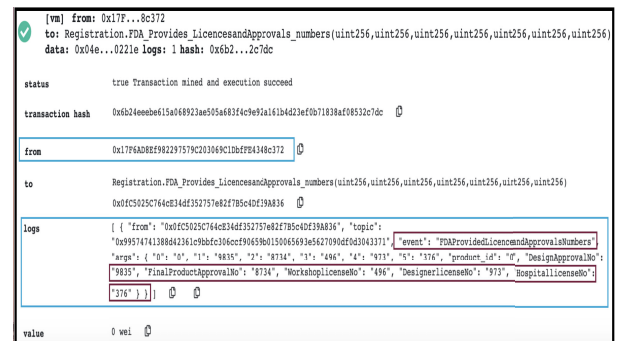 [vm] from: 0x17F...8c372
to: Registration.FDA_Provides_LicencesandApprovals_numbers(uint256,uint256,uint256,uint256,uint256,uint256,uint256)
data: 0x04e...0221e logs: 1 hash: 0x6b2...2c7dc
status true Transaction mined and execution succeed
transaction hash 0x6b24eeebe615a068923ae505a683f4c9e92a161b4d23ef0b71838af08532c7dc
from 0x17F6AD8Ef982297579C203069C1DbfFE4348c372
to Registration.FDA_Provides_LicencesandApprovals_numbers(uint256,uint256,uint256,uint256,uint256,uint256,uint256)
0x0fC5025C764cE34df352757e82f7B5c4Df39A836
logs [ { "from": "0x0fC5025C764cE34df352757e82f7B5c4Df39A836", "topic":
"0x99574741388d42361c9bbfc306ccf90659b0150065693e5627090df0d3043371", "event": "FDAProvidedLicenceandApprovalsNumbers",
"args": { "0": "0", "1": "9835", "2": "8734", "3": "496", "4": "973", "5": "376", "product_id": "0", "DesignApprovalNo":
"9835", "FinalProductApprovalNo": "8734", "WorkshoplicenseNo": "496", "DesignerlicenseNo": "973", "HospitallicenseNo":
"376" } } ]
value 0 wei